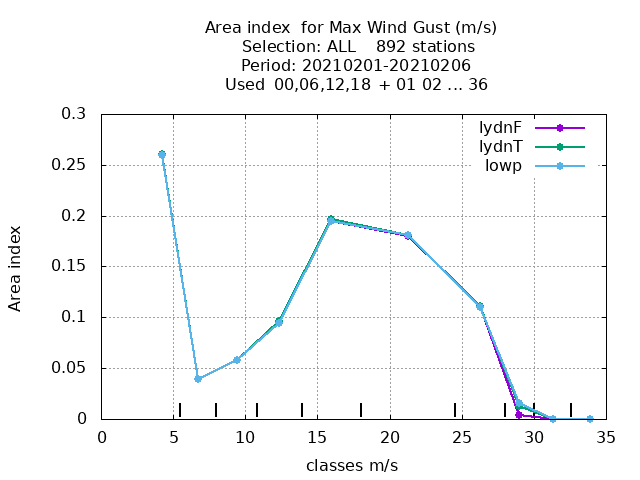 Area index  for Max Wind Gust (m/s)
Selection: ALL    892 stations
Period: 20210201-20210206
Used  00,06,12,18  + 01 02 ... 36
0.3
0.25
0.2
0.15
0.1
0.05
0
Area index
lydnF
lydnT
lowp
0 5 10 15 20 25 30 35
classes m/s